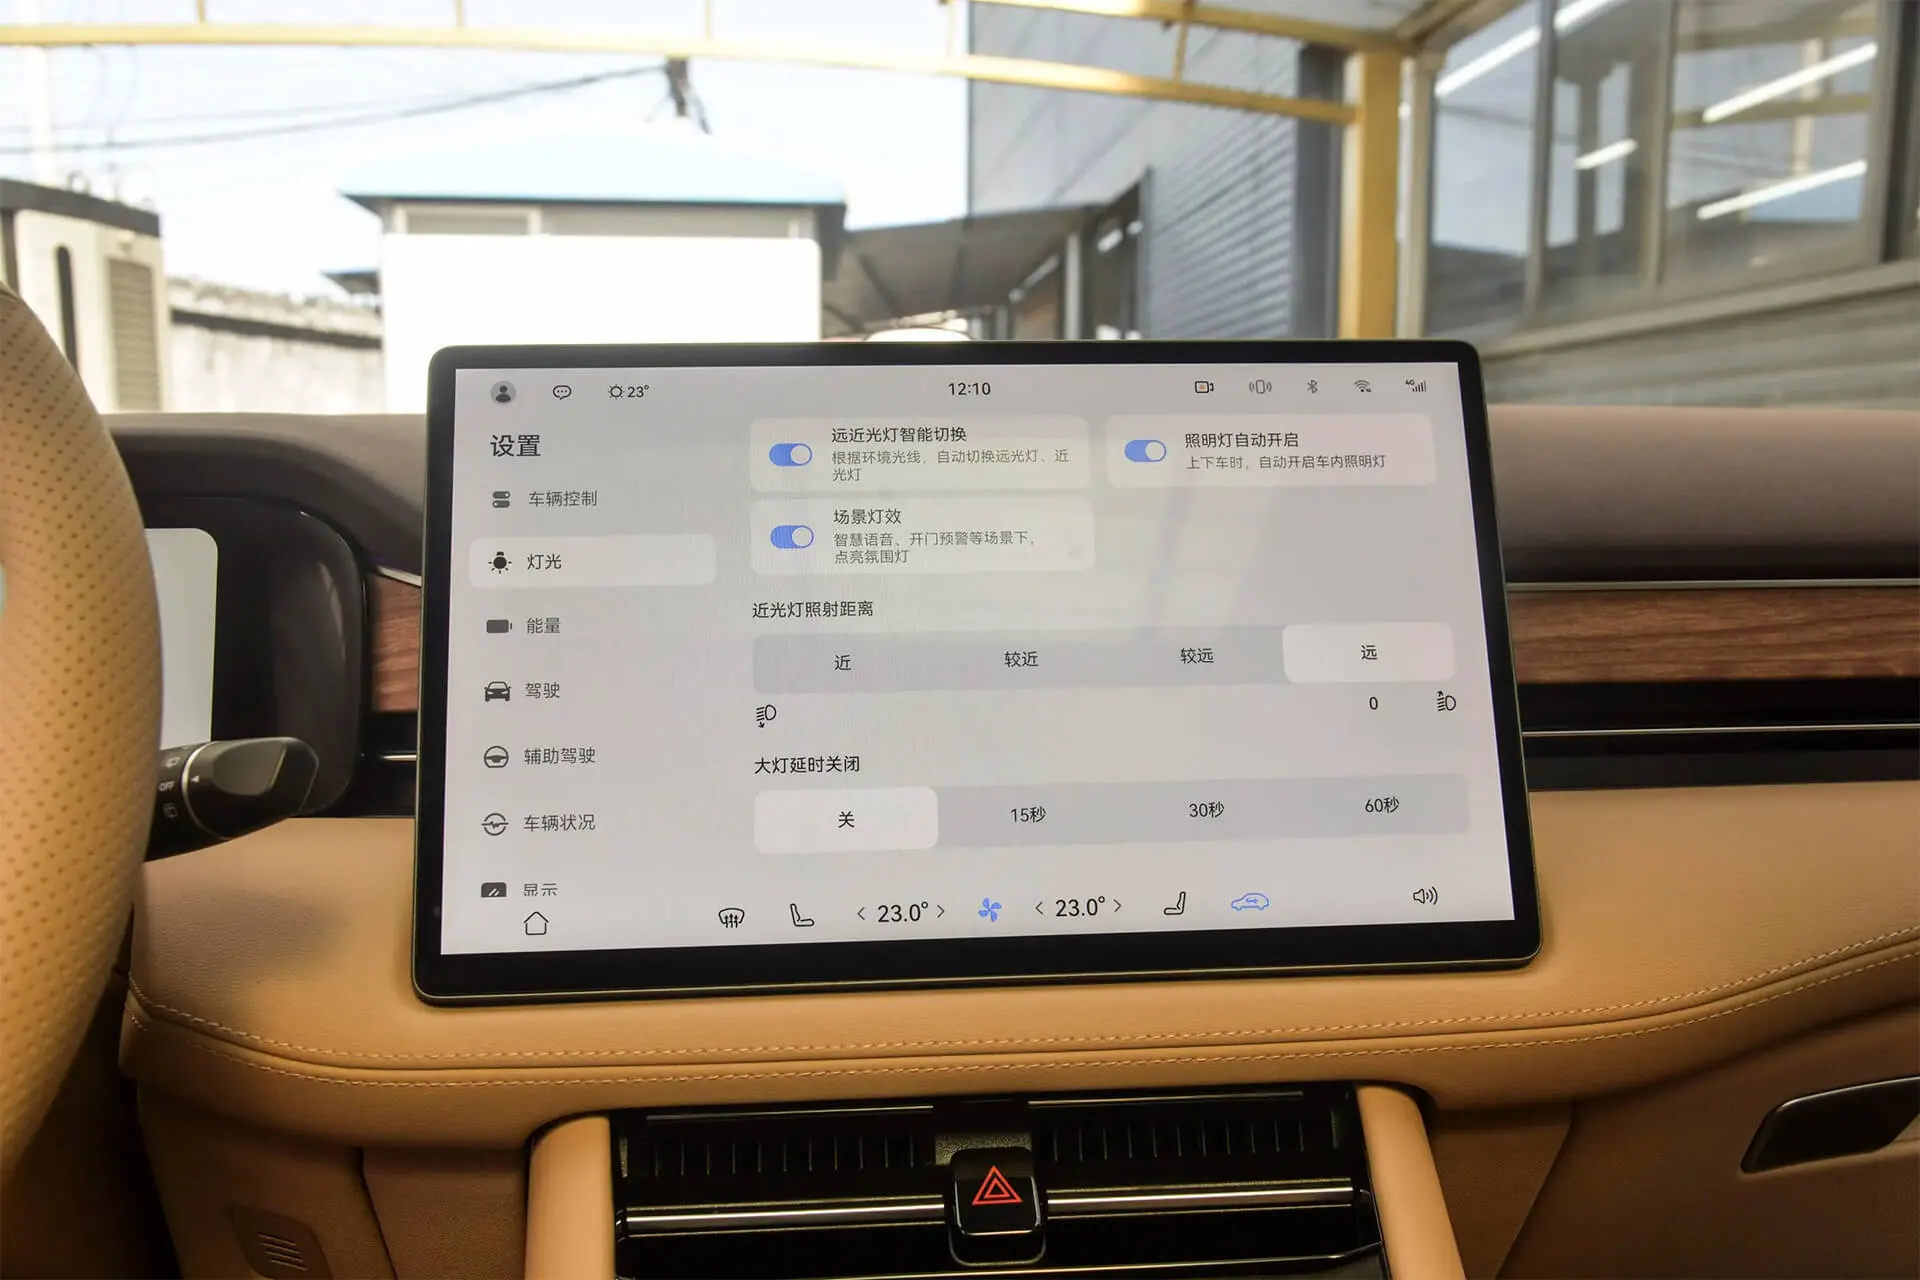 23°
12:10
4G
设置
车辆控制
灯光
能量
驾驶
辅助驾驶
车辆状况
显示
远近光灯智能切换
根据环境光线，自动切换远光灯、近
光灯
照明灯自动开启
上下车时，自动开启车内照明灯
场景灯效
智慧语音、开门预警等场景下，
点亮氛围灯
近光灯照射距离
近 较近 较远 远
0
大灯延时关闭
关 15秒 30秒 60秒
< 23.0° > < 23.0° >
OFF